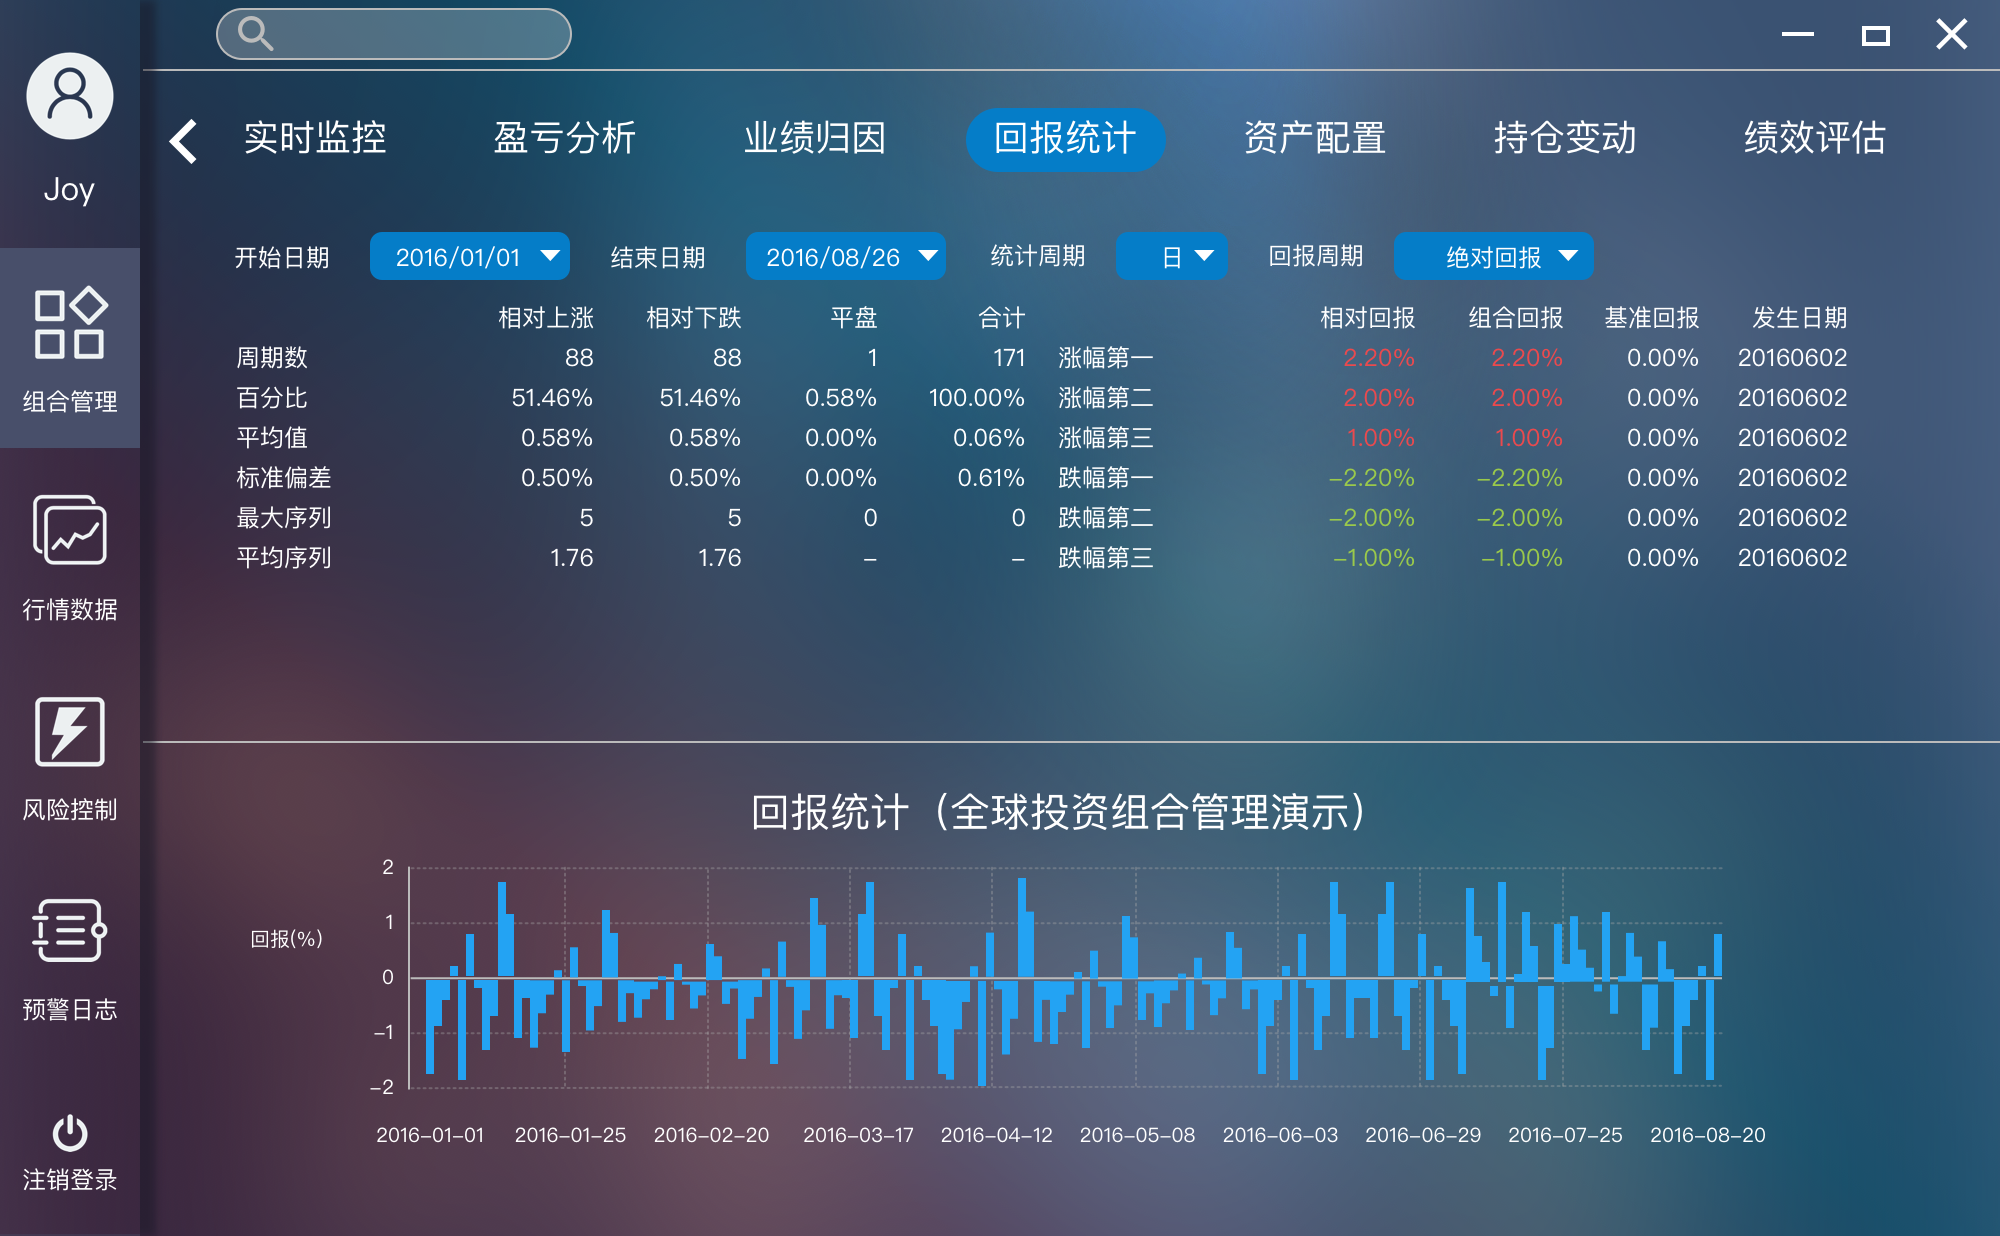 Joy
组合管理
行情数据
风险控制
预警日志
注销登录
实时监控 盈亏分析 业绩归因 回报统计 资产配置 持仓变动 绩效评估
开始日期 2016/01/01 结束日期 2016/08/26 统计周期 日 回报周期 绝对回报
相对上涨 相对下跌 平盘 合计 相对回报 组合回报 基准回报 发生日期
周期数 88 88 1 171 涨幅第一 2.20% 2.20% 0.00% 20160602
百分比 51.46% 51.46% 0.58% 100.00% 涨幅第二 2.00% 2.00% 0.00% 20160602
平均值 0.58% 0.58% 0.00% 0.06% 涨幅第三 1.00% 1.00% 0.00% 20160602
标准偏差 0.50% 0.50% 0.00% 0.61% 跌幅第一 –2.20% –2.20% 0.00% 20160602
最大序列 5 5 0 0 跌幅第二 –2.00% –2.00% 0.00% 20160602
平均序列 1.76 1.76 – – 跌幅第三 –1.00% –1.00% 0.00% 20160602
回报统计（全球投资组合管理演示）
2
1
回报(%)
0
–1
–2
2016–01–01 2016–01–25 2016–02–20 2016–03–17 2016–04–12 2016–05–08 2016–06–03 2016–06–29 2016–07–25 2016–08–20